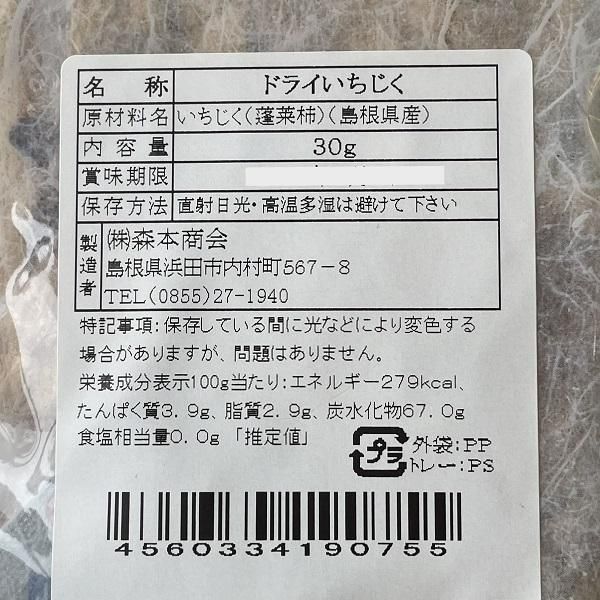 名 称 ドライいちじく
原材料名 いちじく(蓬莱柿)(島根県産)
内容量 30g
賞味期限
保存方法 直射日光・高温多湿は避けて下さい
製造者 ㈱森本商会
島根県浜田市内村町567-8
TEL(0855)27-1940
特記事項:保存している間に光などにより変色する
場合がありますが、問題はありません。
栄養成分表示100g当たり:エネルギー279kcal、
たんぱく質3.9g、脂質2.9g、炭水化物67.0g
食塩相当量0.0g 「推定値」
プラ 外袋:PP
トレー:PS
4560334190755